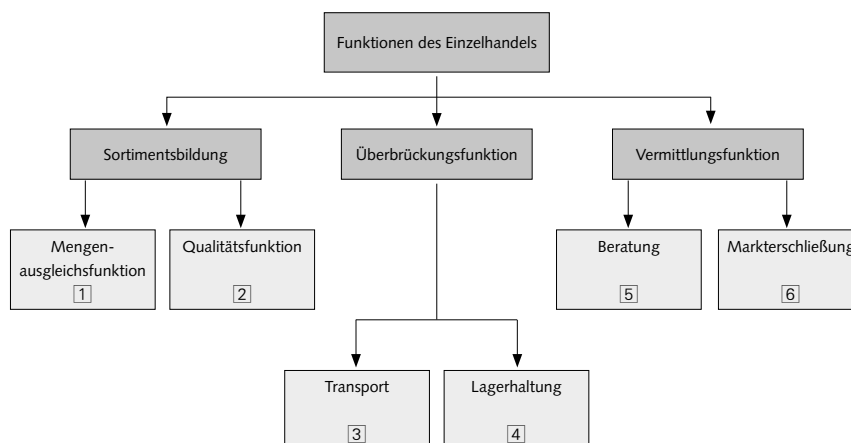 Funktionen des Einzelhandels
Sortimentsbildung
Überbrückungsfunktion
Vermittlungsfunktion
Mengen-
ausgleichsfunktion
1
Qualitätsfunktion
2
Beratung
5
Markterschließung
6
Transport
3
Lagerhaltung
4